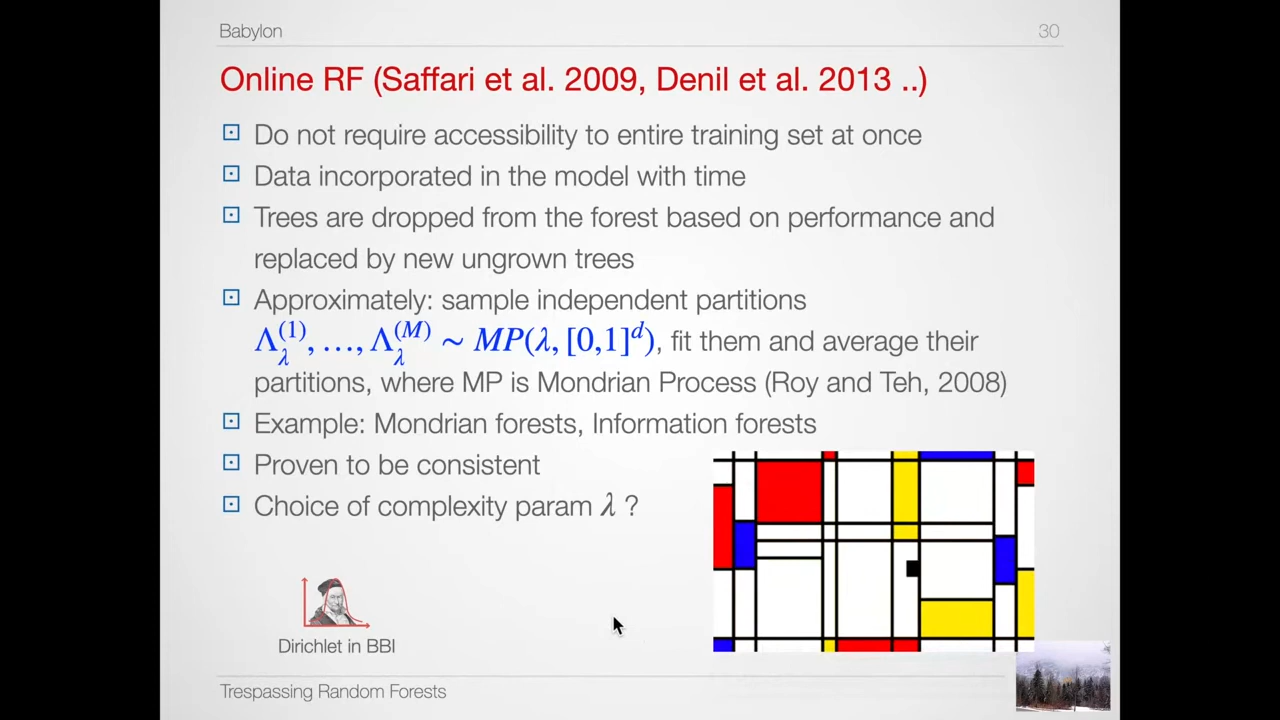 Babylon
30
Online RF (Saffari et al. 2009, Denil et al. 2013 ..)
Do not require accessibility to entire training set at once
Data incorporated in the model with time
Trees are dropped from the forest based on performance and
replaced by new ungrown trees
Approximately: sample independent partitions
Λ_λ^(1), …, Λ_λ^(M) ~ MP(λ, [0,1]^d), fit them and average their
partitions, where MP is Mondrian Process (Roy and Teh, 2008)
Example: Mondrian forests, Information forests
Proven to be consistent
Choice of complexity param λ ?
Dirichlet in BBI
Trespassing Random Forests